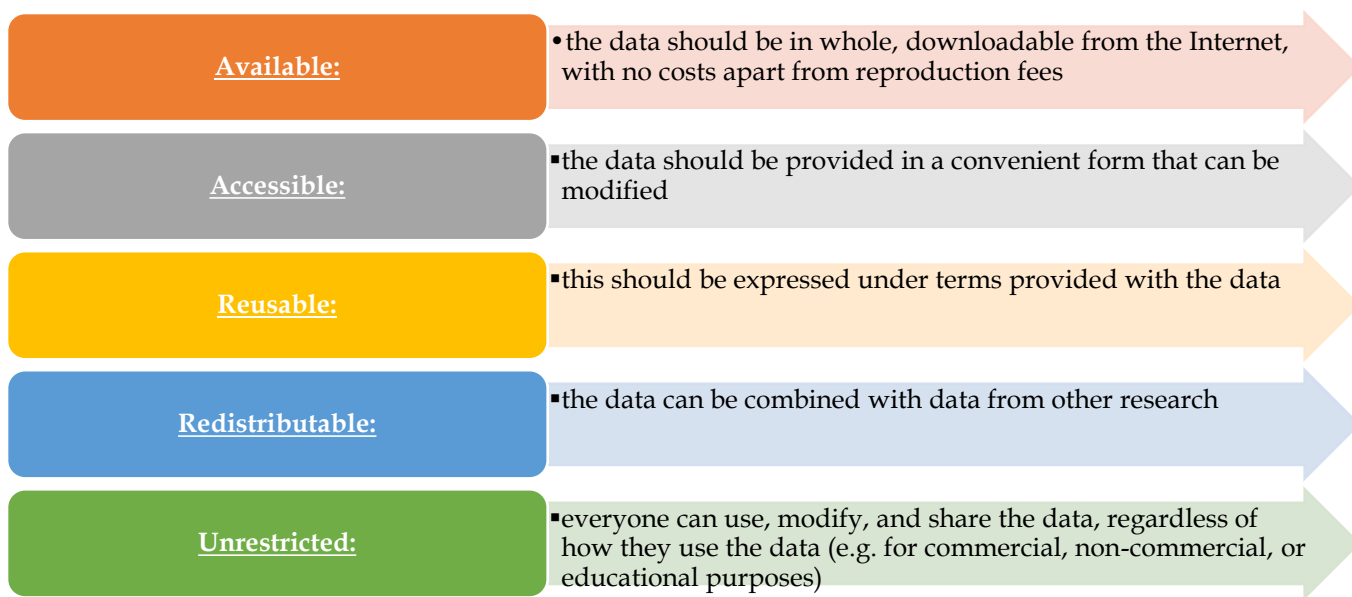 Available:
•the data should be in whole, downloadable from the Internet,
with no costs apart from reproduction fees
Accessible:
▪the data should be provided in a convenient form that can be
modified
Reusable:
▪this should be expressed under terms provided with the data
Redistributable:
▪the data can be combined with data from other research
Unrestricted:
▪everyone can use, modify, and share the data, regardless of
how they use the data (e.g. for commercial, non-commercial, or
educational purposes)